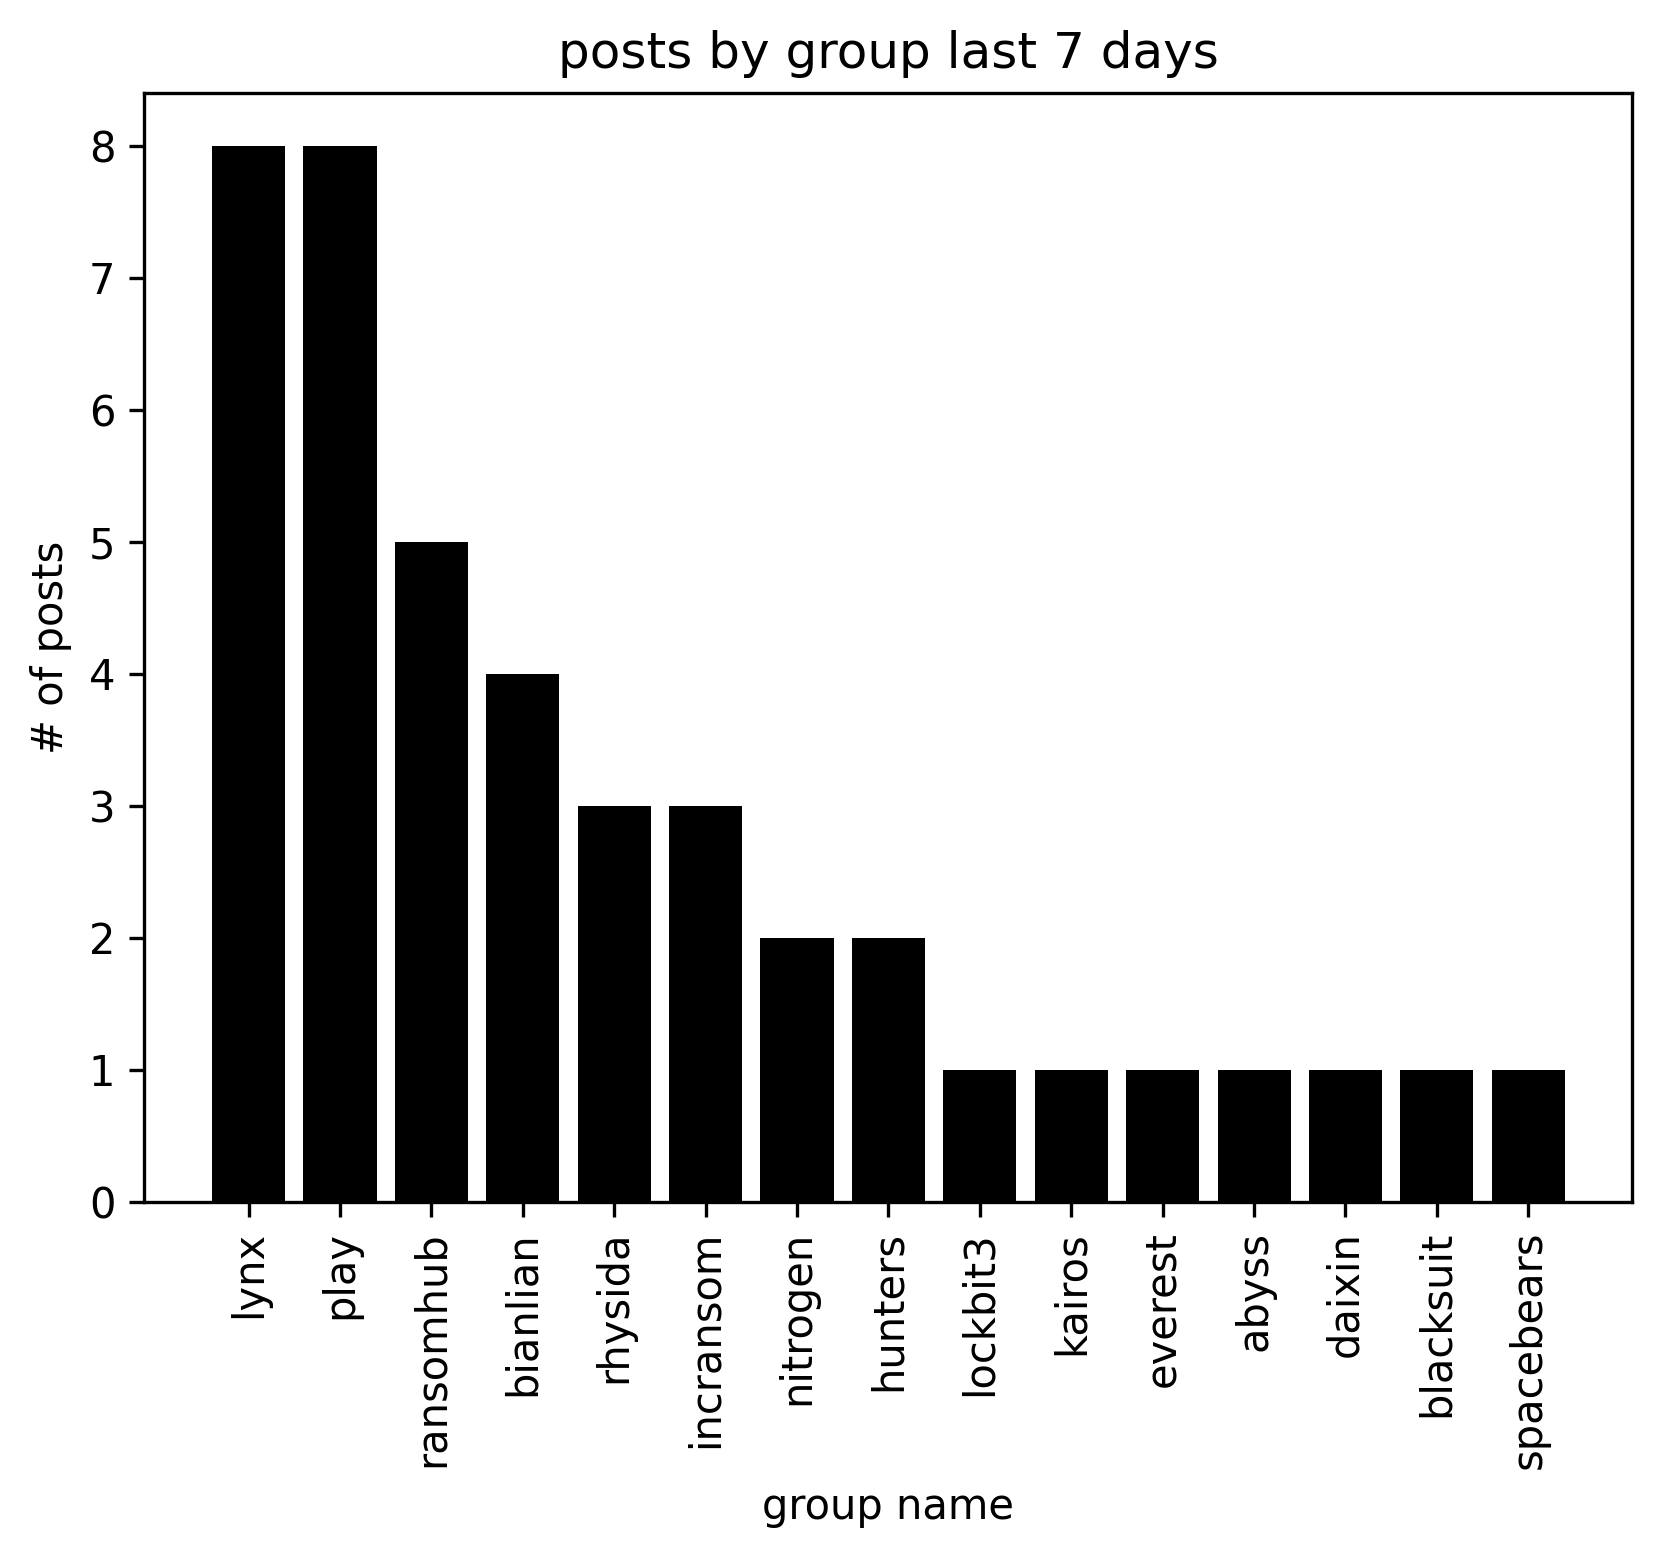 posts by group last 7 days
8
7
6
5
4
3
2
1
0
# of posts
lynx
play
ransomhub
bianlian
rhysida
incransom
nitrogen
hunters
lockbit3
kairos
everest
abyss
daixin
blacksuit
spacebears
group name